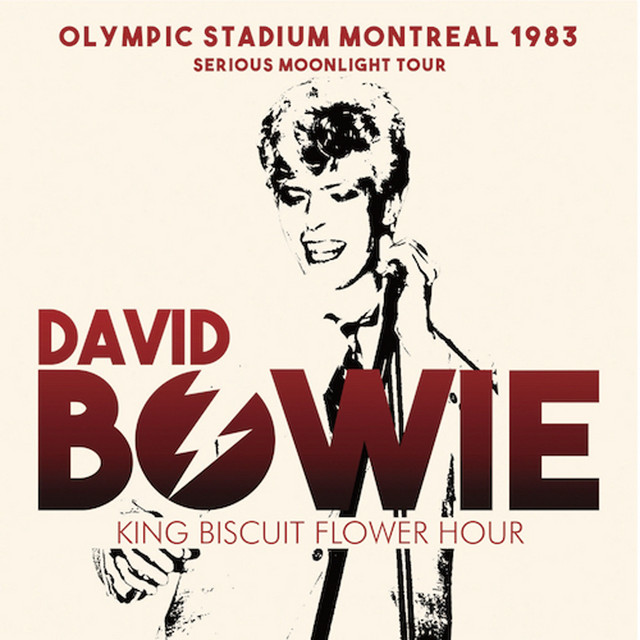 OLYMPIC STADIUM MONTREAL 1983
SERIOUS MOONLIGHT TOUR
DAVID
BOWIE
KING BISCUIT FLOWER HOUR